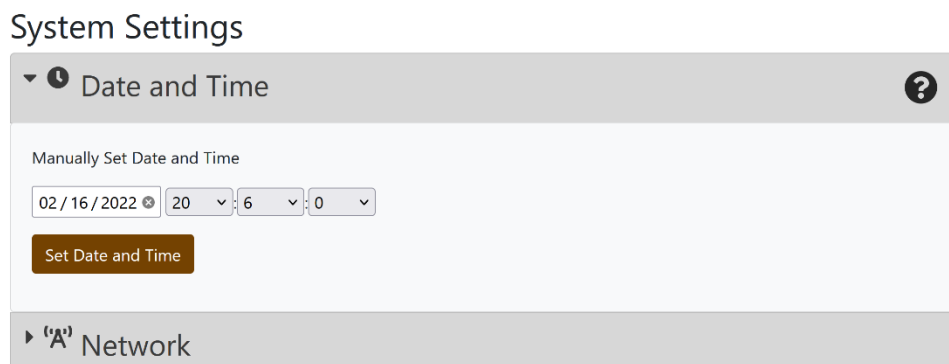 System Settings
Date and Time
Manually Set Date and Time
02 / 16 / 2022 20 : 6 : 0
Set Date and Time
Network